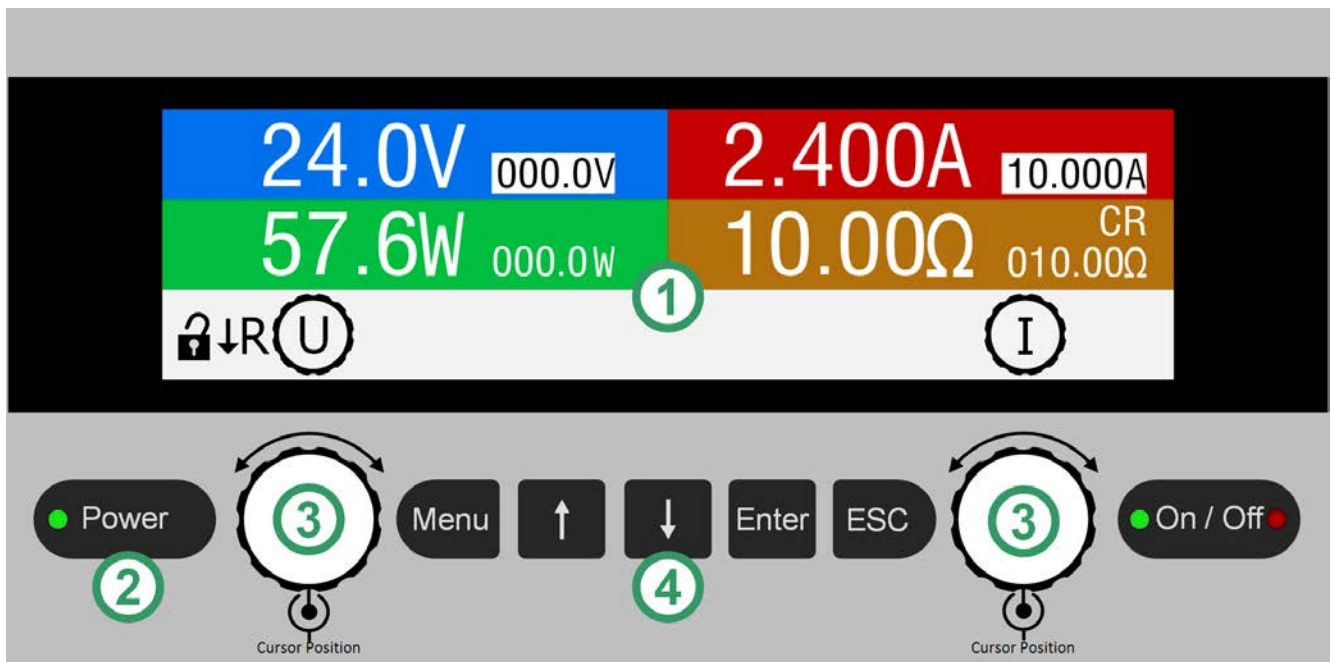 24.0V 000.0V 2.400A 10.000A
57.6W 000.0W 10.00Ω CR 010.00Ω
1
↓R U I
Power 3 Menu ↑ ↓ Enter ESC 3 On / Off
2 4
Cursor Position Cursor Position